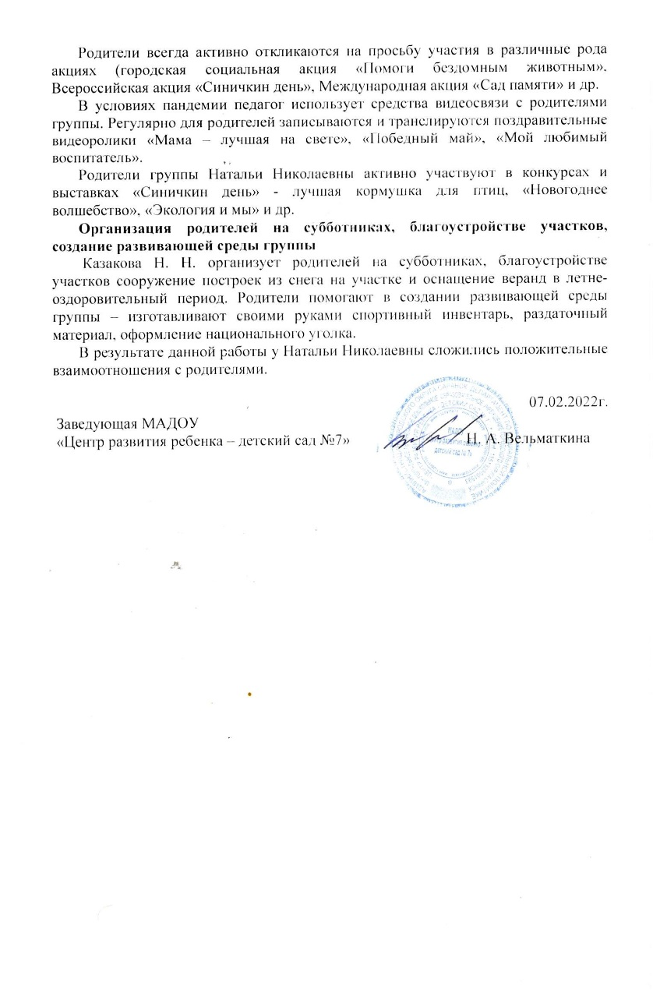 Родители всегда активно откликаются на просьбу участия в различные рода
акциях (городская социальная акция «Помоги бездомным животным»,
Всероссийская акция «Синичкин день», Международная акция «Сад памяти» и др.
В условиях пандемии педагог использует средства видеосвязи с родителями
группы. Регулярно для родителей записываются и транслируются поздравительные
видеоролики «Мама – лучшая на свете», «Победный май», «Мой любимый
воспитатель».
Родители группы Натальи Николаевны активно участвуют в конкурсах и
выставках «Синичкин день» - лучшая кормушка для птиц, «Новогоднее
волшебство», «Экология и мы» и др.
Организация родителей на субботниках, благоустройстве участков,
создание развивающей среды группы
Казакова Н. Н. организует родителей на субботниках, благоустройстве
участков сооружение построек из снега на участке и оснащение веранд в летне-
оздоровительный период. Родители помогают в создании развивающей среды
группы – изготавливают своими руками спортивный инвентарь, раздаточный
материал, оформление национального уголка.
В результате данной работы у Натальи Николаевны сложились положительные
взаимоотношения с родителями.
07.02.2022г.
Заведующая МАДОУ
«Центр развития ребенка – детский сад №7»
Н. А. Вельматкина
детский сад № 7»